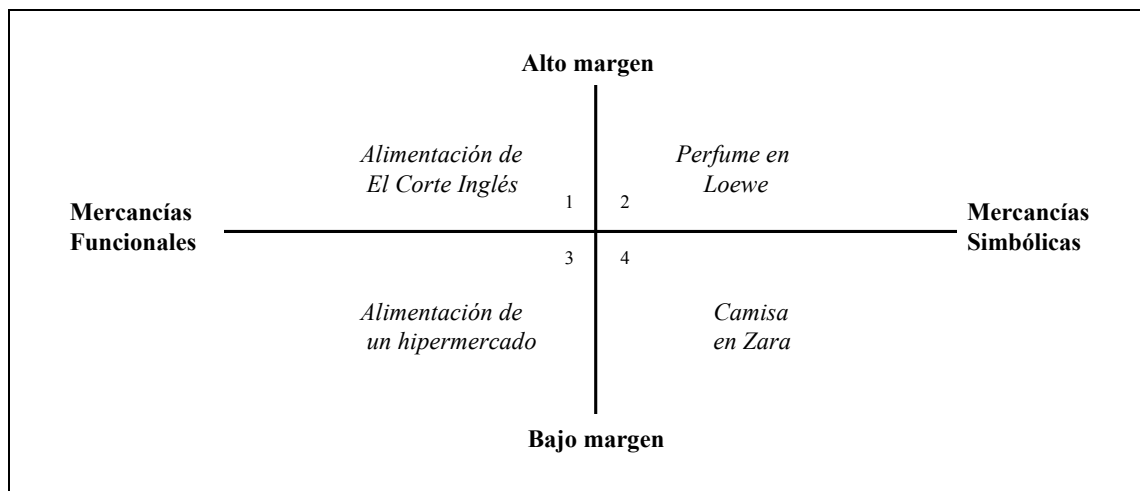 Alto margen
Alimentación de
El Corte Inglés
Perfume en
Loewe
1
2
Mercancías
Funcionales
Mercancías
Simbólicas
3
4
Alimentación de
un hipermercado
Camisa
en Zara
Bajo margen